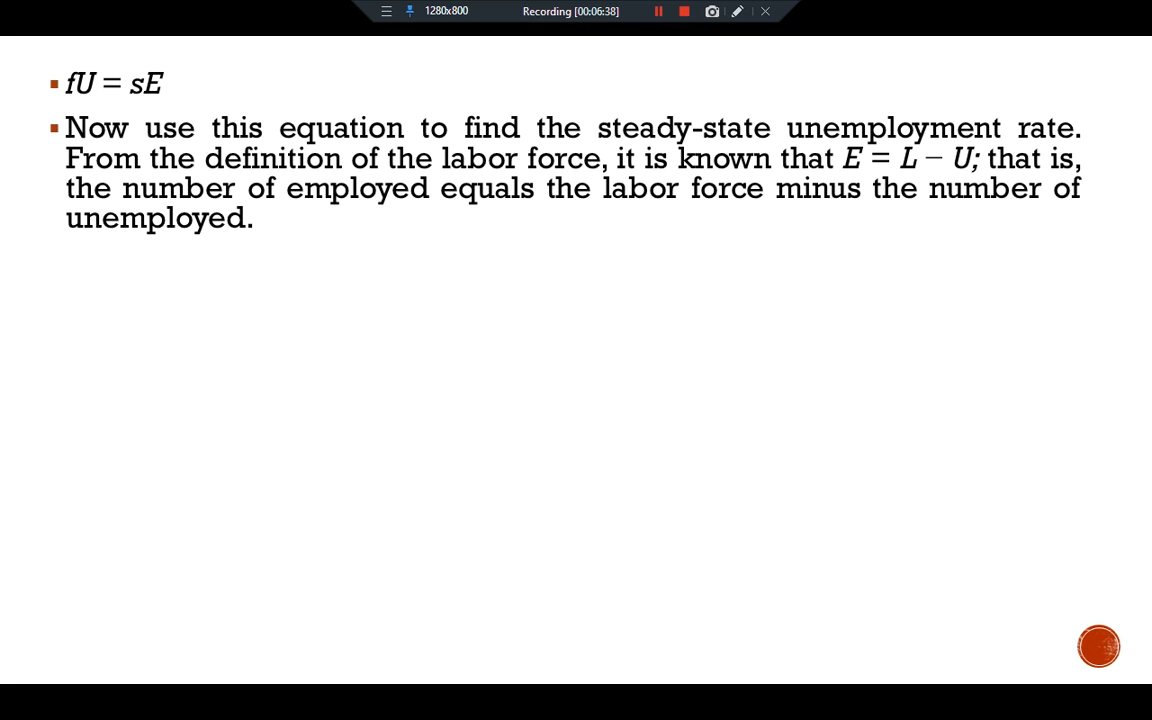 1280x800 Recording [00:06:38]
fU = sE
Now use this equation to find the steady-state unemployment rate.
From the definition of the labor force, it is known that E = L − U; that is,
the number of employed equals the labor force minus the number of
unemployed.